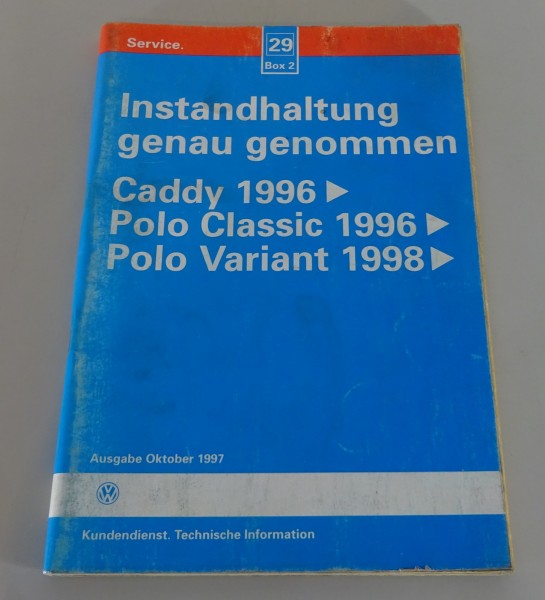 Service.
29
Box 2
Instandhaltung
genau genommen
Caddy 1996 ►
Polo Classic 1996 ►
Polo Variant 1998 ►
Ausgabe Oktober 1997
VW
Kundendienst. Technische Information